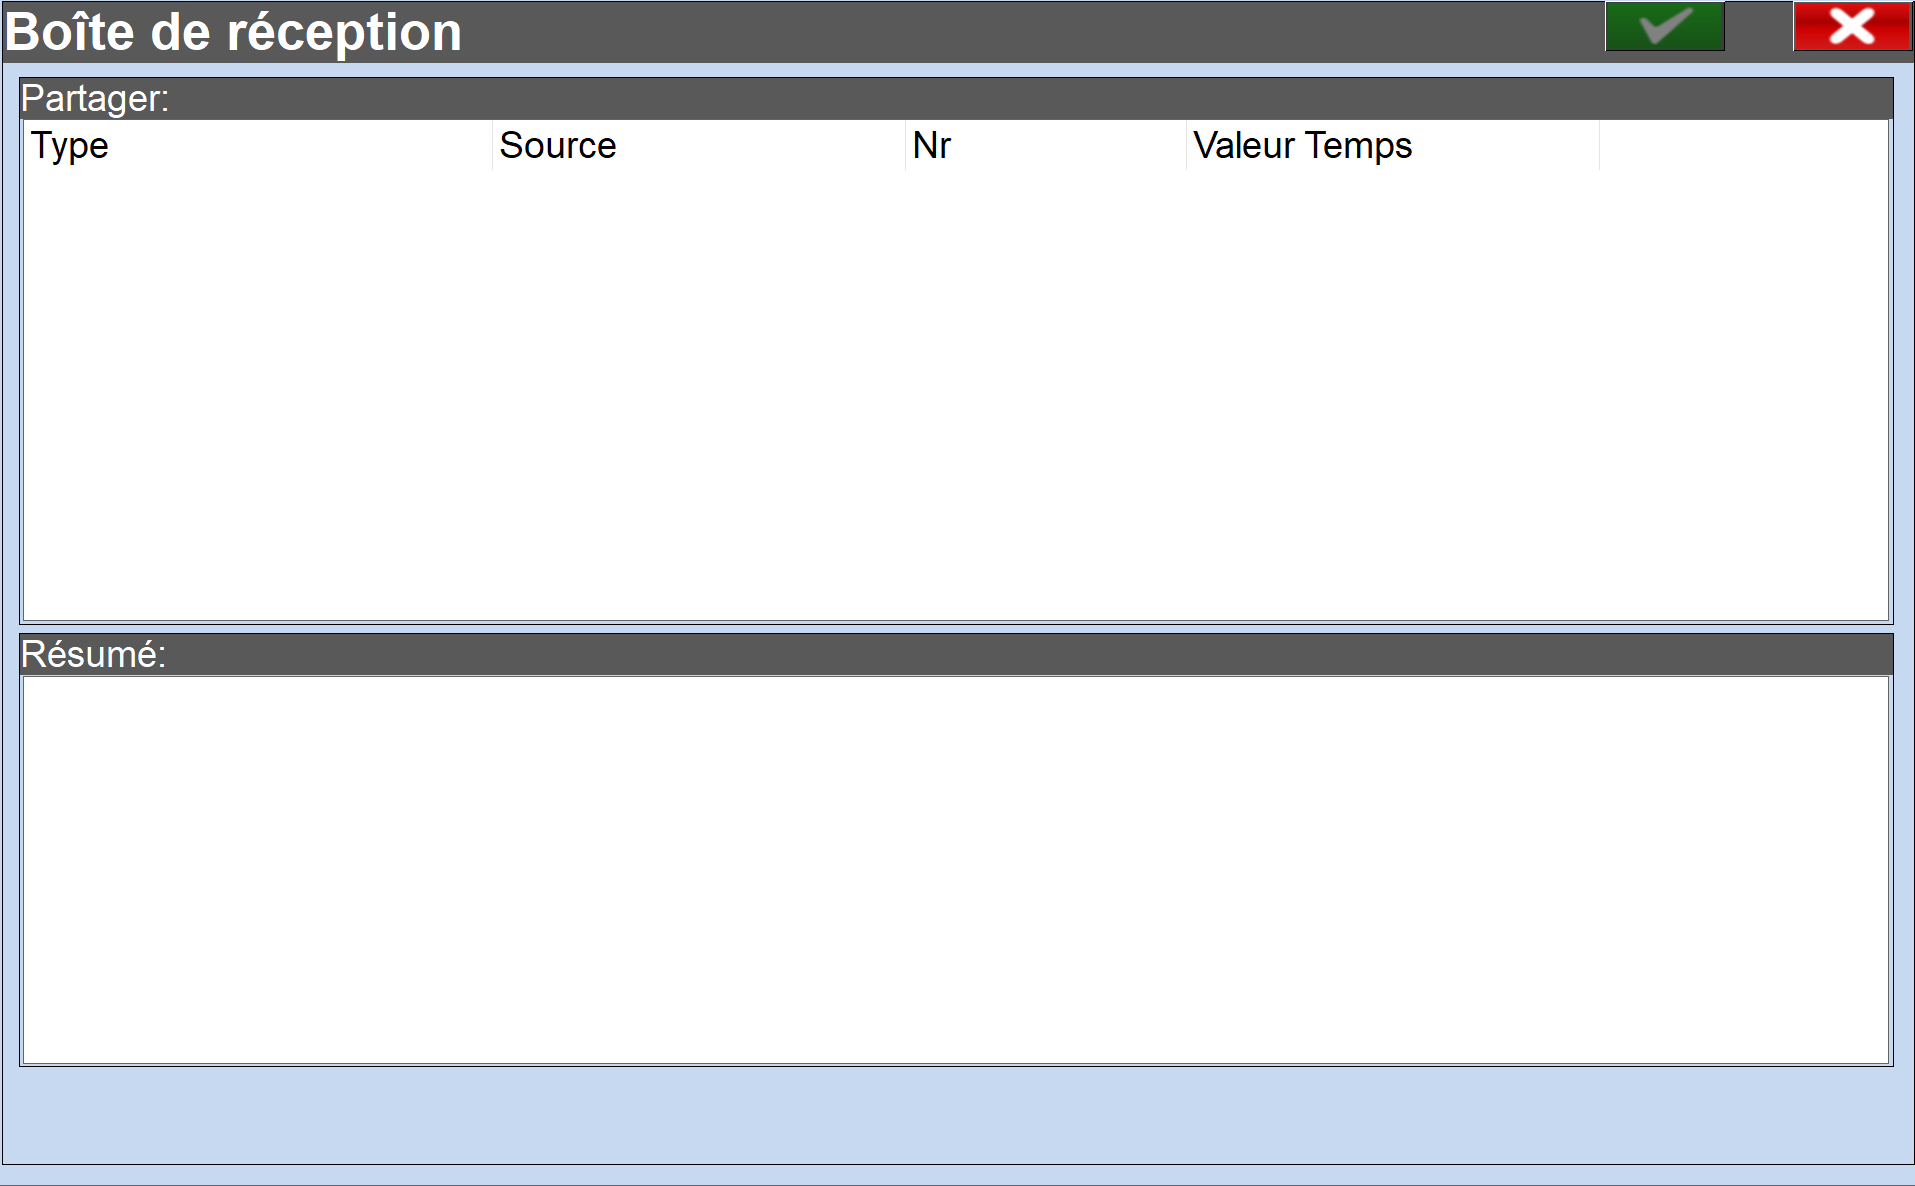 Boîte de réception
Partager:
Type Source Nr Valeur Temps
Résumé: